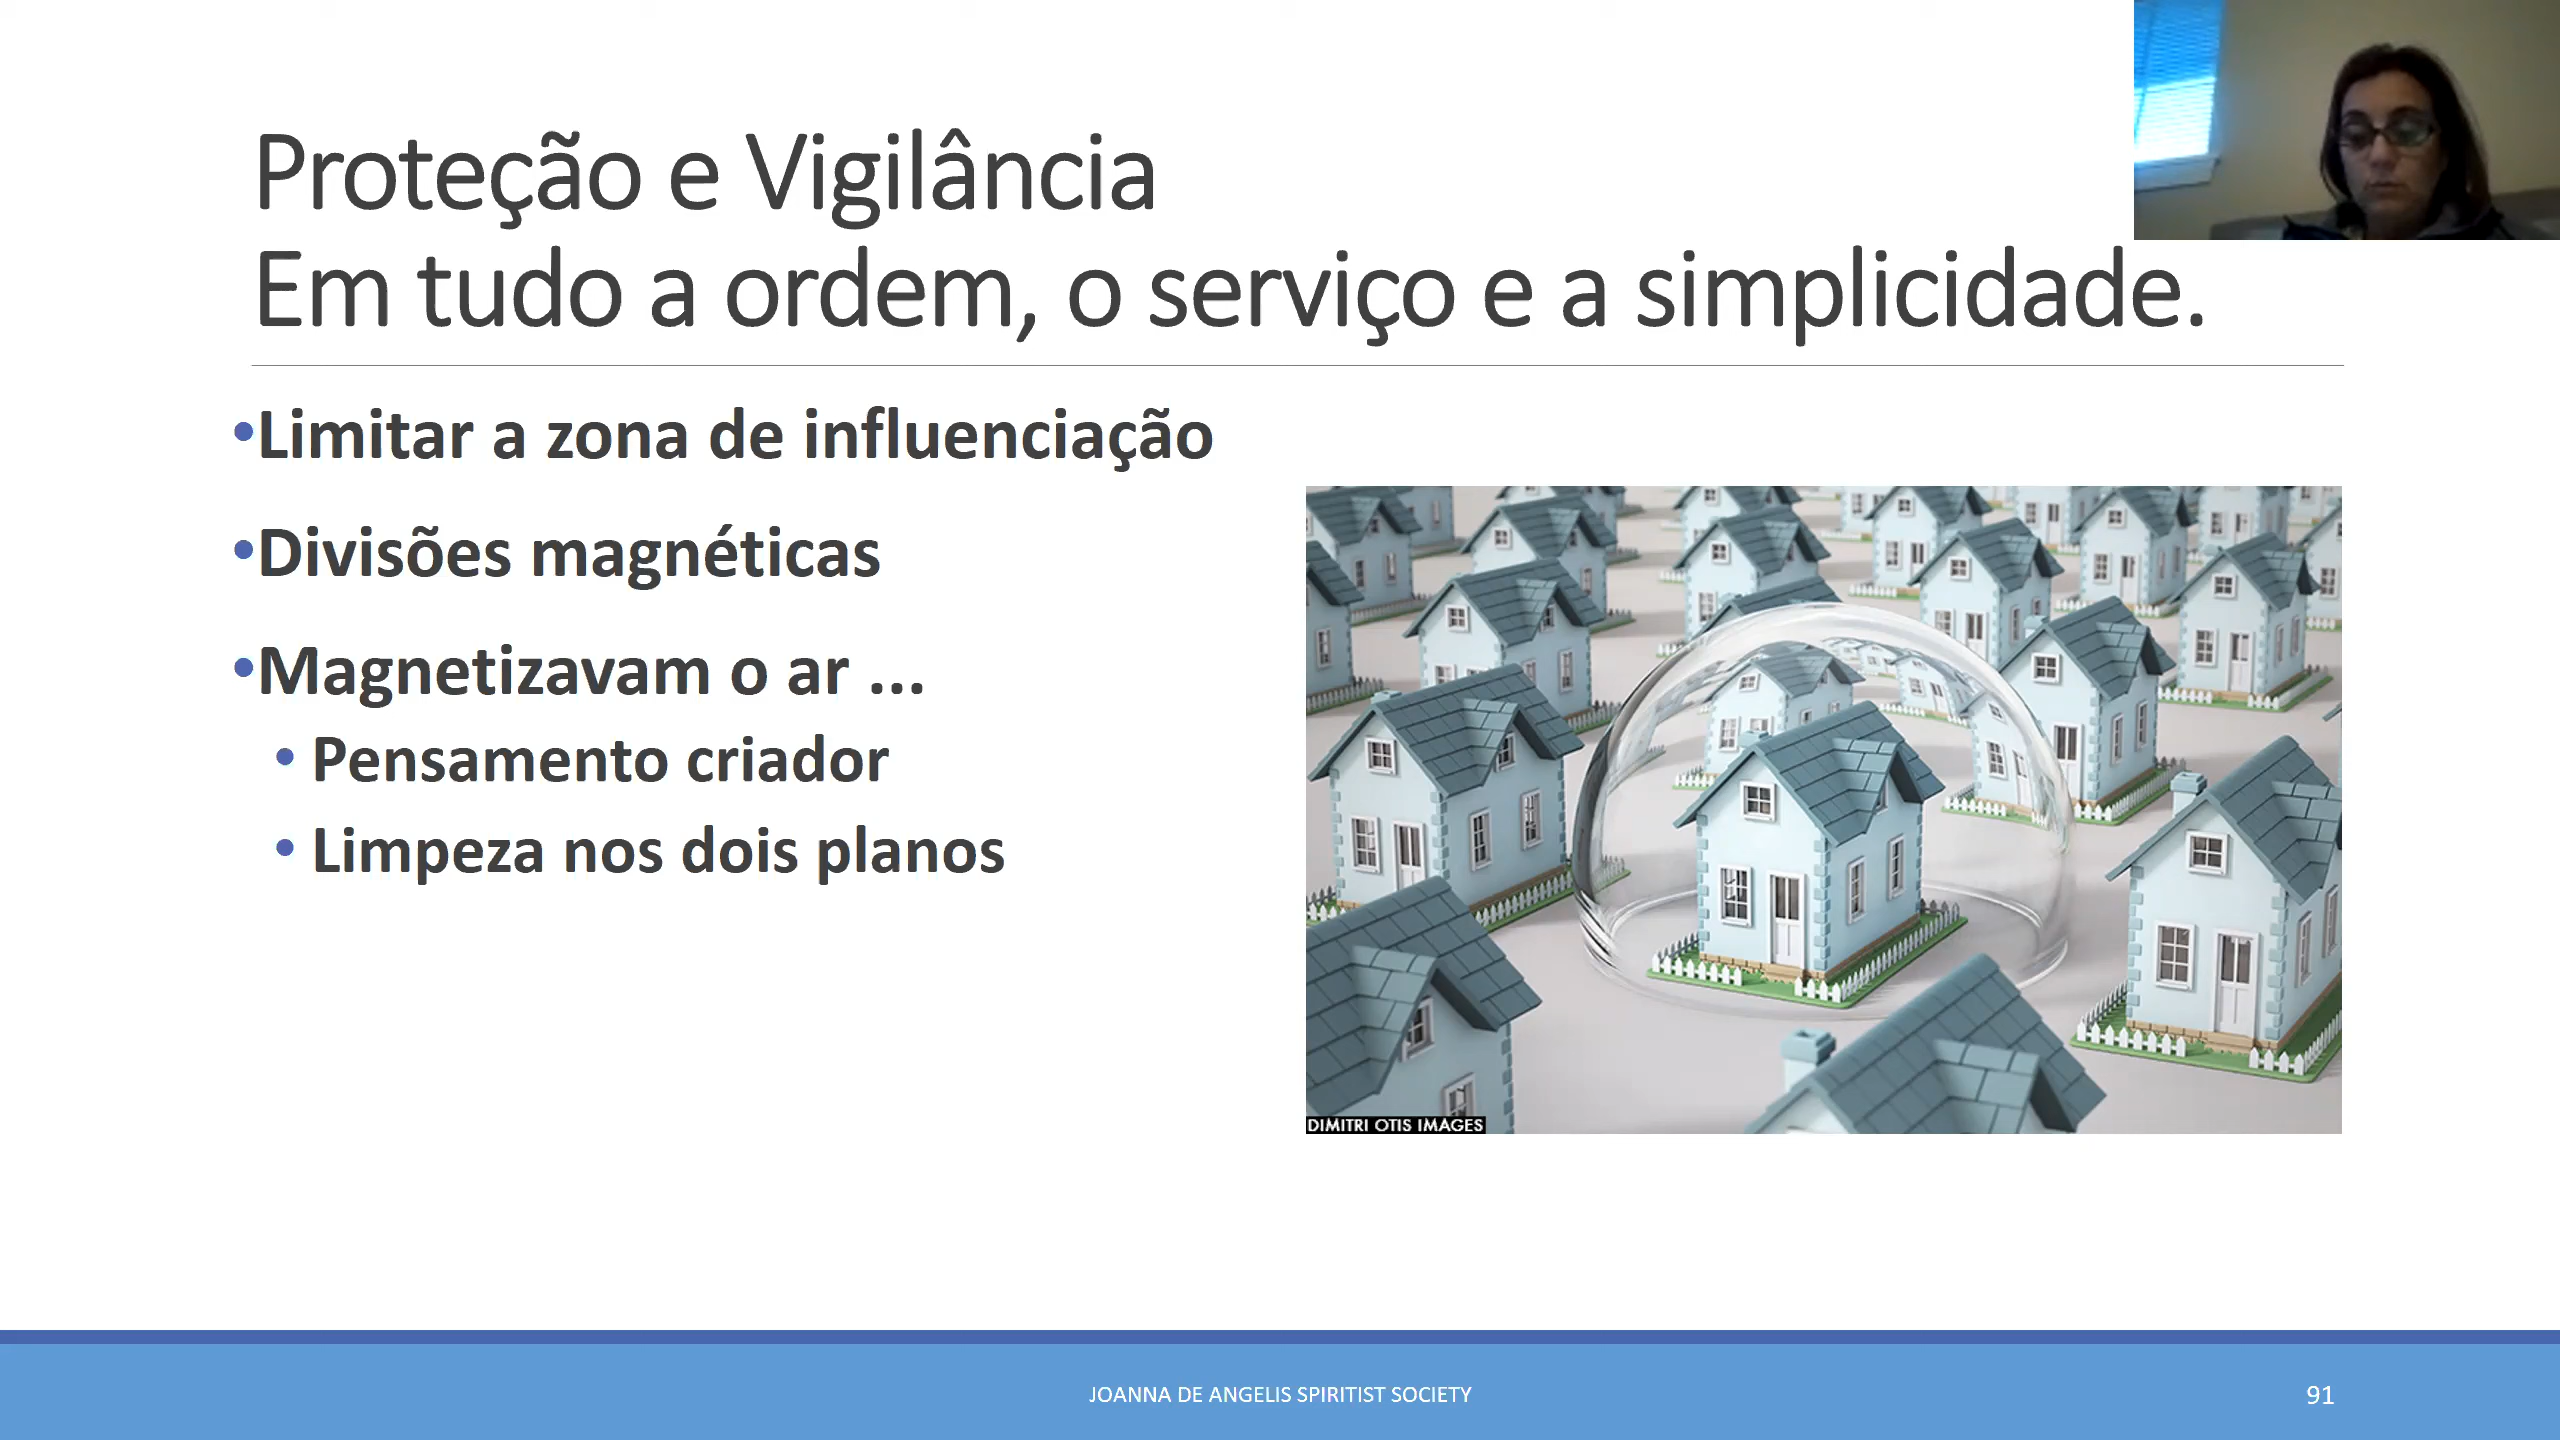 Proteção e Vigilância
Em tudo a ordem, o serviço e a simplicidade.
•Limitar a zona de influenciação
•Divisões magnéticas
•Magnetizavam o ar ...
• Pensamento criador
• Limpeza nos dois planos
DIMITRI OTIS IMAGES
JOANNA DE ANGELIS SPIRITIST SOCIETY
91